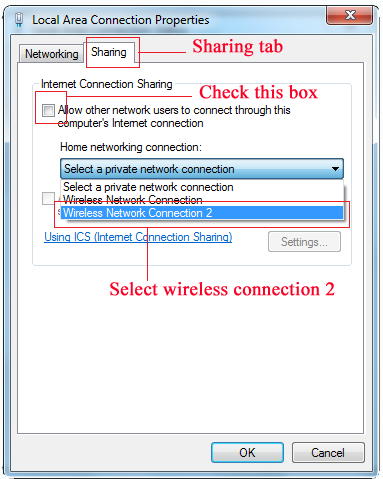 Local Area Connection Properties
Networking
Sharing
Sharing tab
Internet Connection Sharing
Check this box
Allow other network users to connect through this
computer's Internet connection
Home networking connection:
Select a private network connection
Select a private network connection
Wireless Network Connection
Wireless Network Connection 2
Using ICS (Internet Connection Sharing)
Settings...
Select wireless connection 2
OK
Cancel